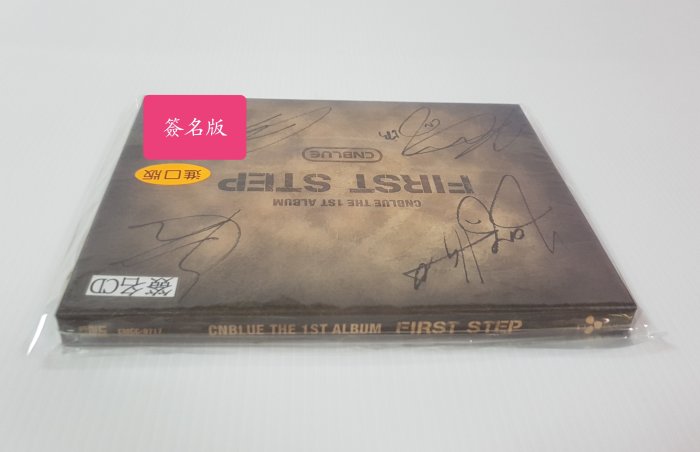 簽名版
進口版
CNBLUE
FIRST STEP
CNBLUE THE 1ST ALBUM
簽名CD
CNBLUE THE 1ST ALBUM FIRST STEP